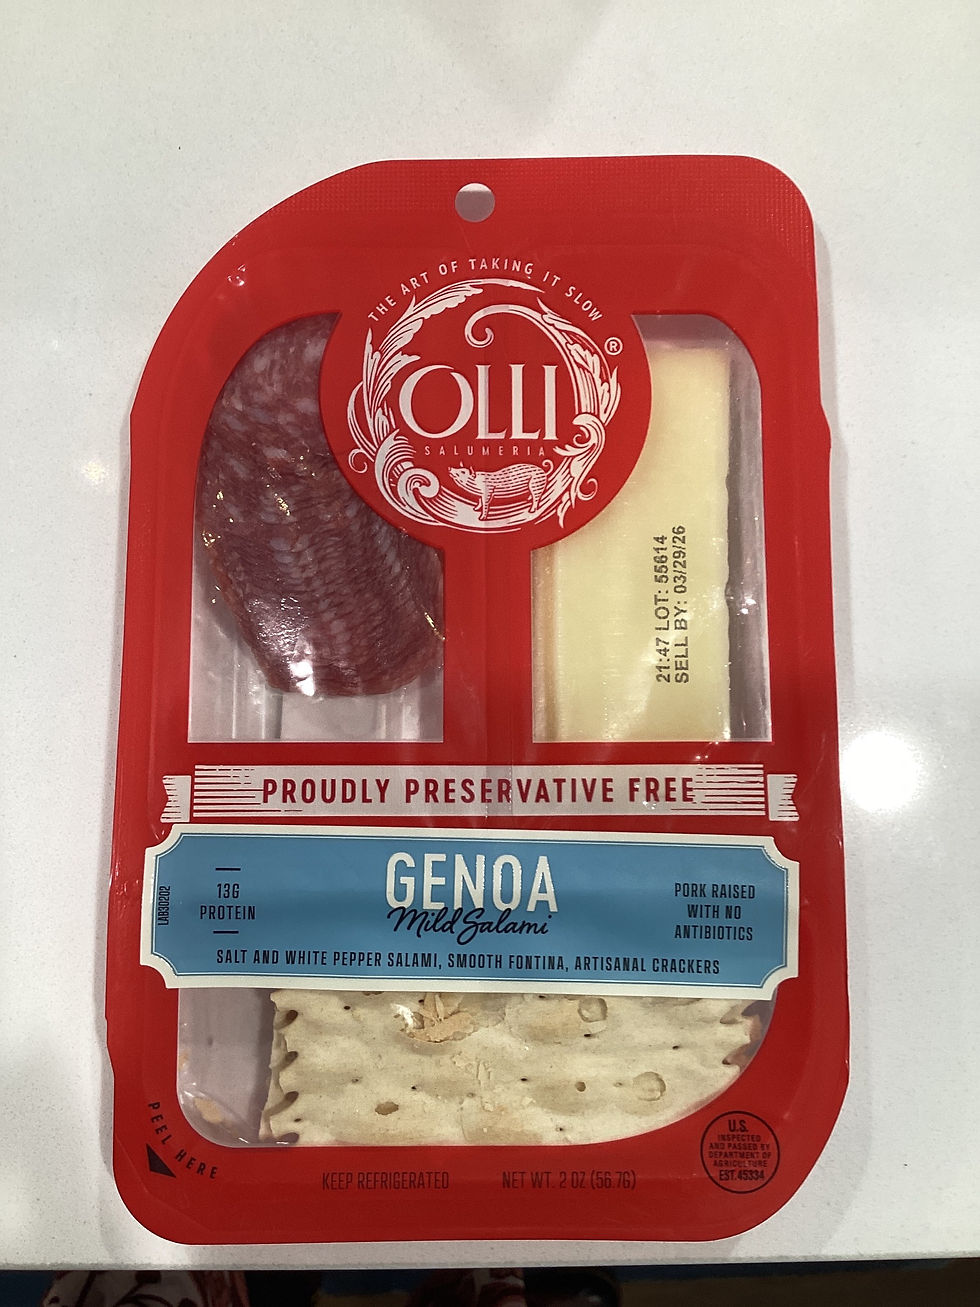 THE ART OF TAKING IT SLOW
OLLI
®
SALUMERIA
21:47 LOT: 55614
SELL BY: 03/29/26
PROUDLY PRESERVATIVE FREE
GENOA
Mild Salami
LAB30202
13G
PROTEIN
PORK RAISED
WITH NO
ANTIBIOTICS
SALT AND WHITE PEPPER SALAMI, SMOOTH FONTINA, ARTISANAL CRACKERS
PEEL HERE
KEEP REFRIGERATED
NET WT. 2 OZ (56.7G)
U.S.
INSPECTED
AND PASSED BY
DEPARTMENT OF
AGRICULTURE
EST.45334